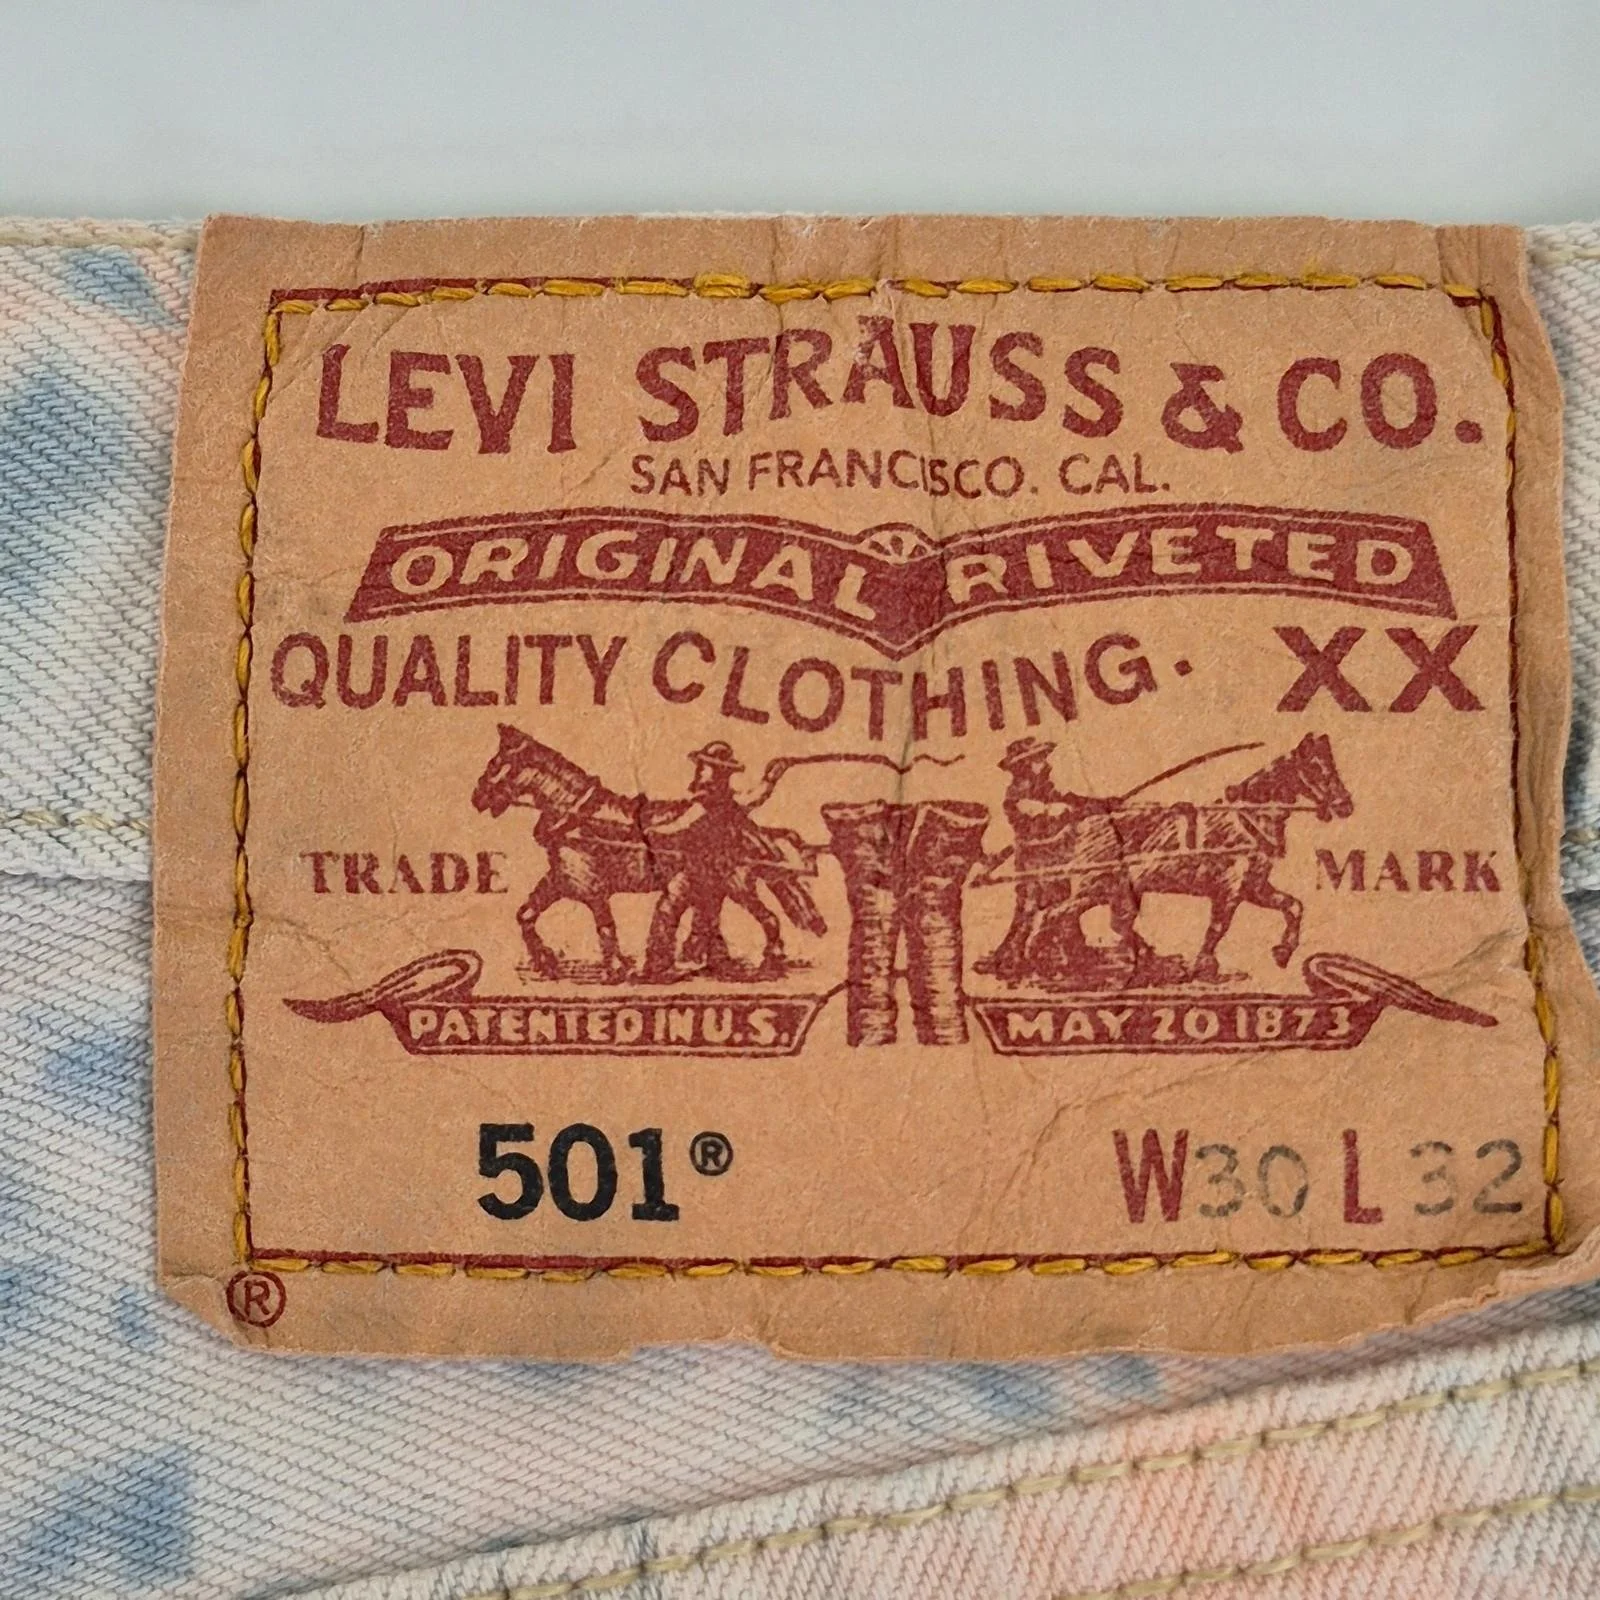 LEVI STRAUSS & CO.
SAN FRANCISCO. CAL.
ORIGINAL RIVETED
QUALITY CLOTHING. XX
TRADE MARK
PATENTED IN U.S. MAY 20 1873
501® W30 L32
®